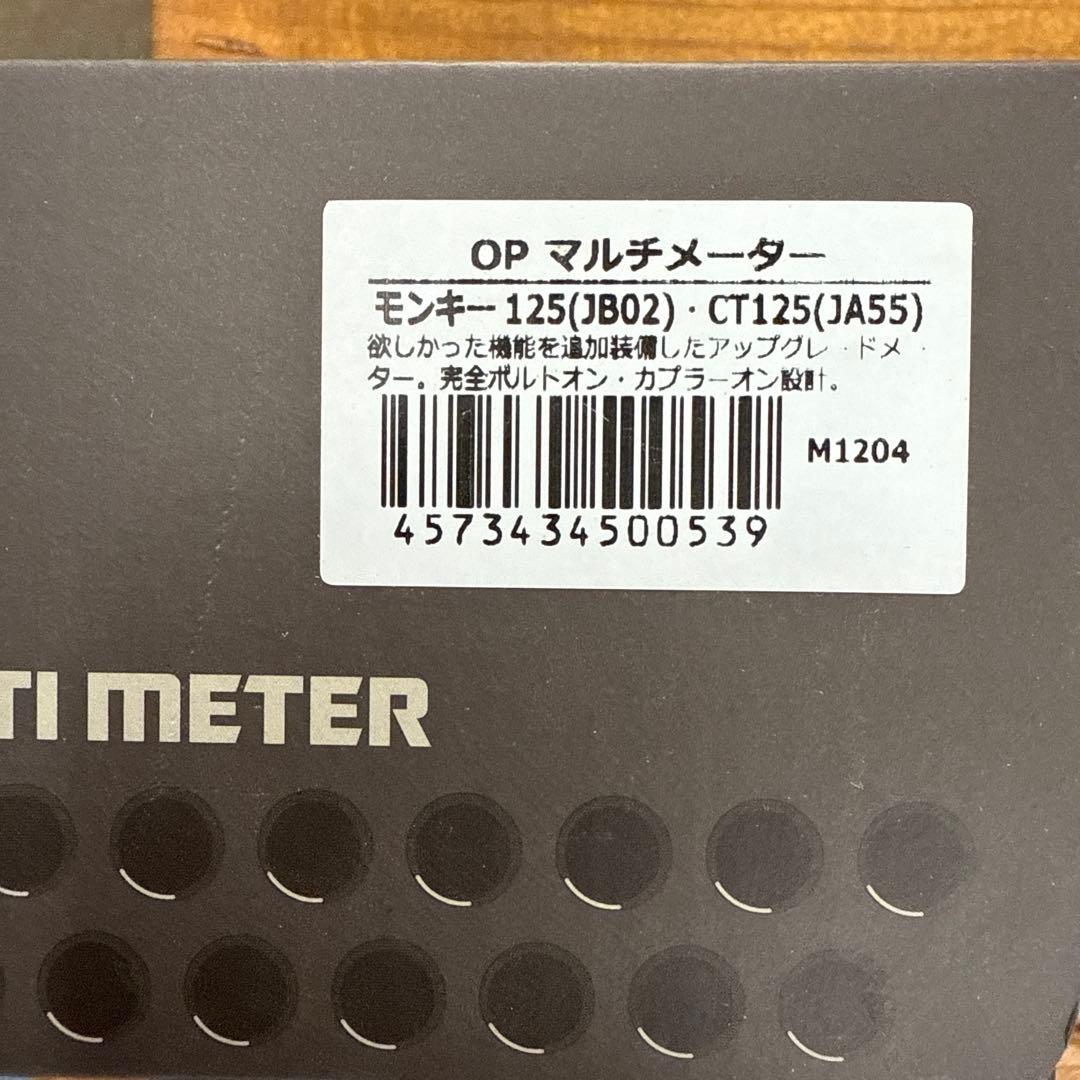 OP マルチメーター
モンキー 125(JB02)・CT125(JA55)
欲しかった機能を追加装備したアップグレードメー
ター。完全ボルトオン・カプラーオン設計。
M1204
4573434500539
TI METER